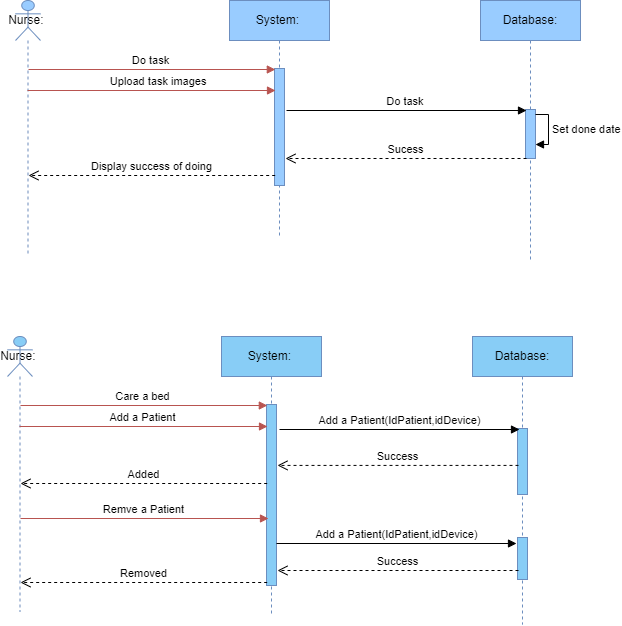 Nurse:
System:
Database:
Do task
Upload task images
Do task
Set done date
Sucess
Display success of doing
Nurse:
System:
Database:
Care a bed
Add a Patient
Add a Patient(IdPatient,idDevice)
Success
Added
Remve a Patient
Add a Patient(IdPatient,idDevice)
Success
Removed